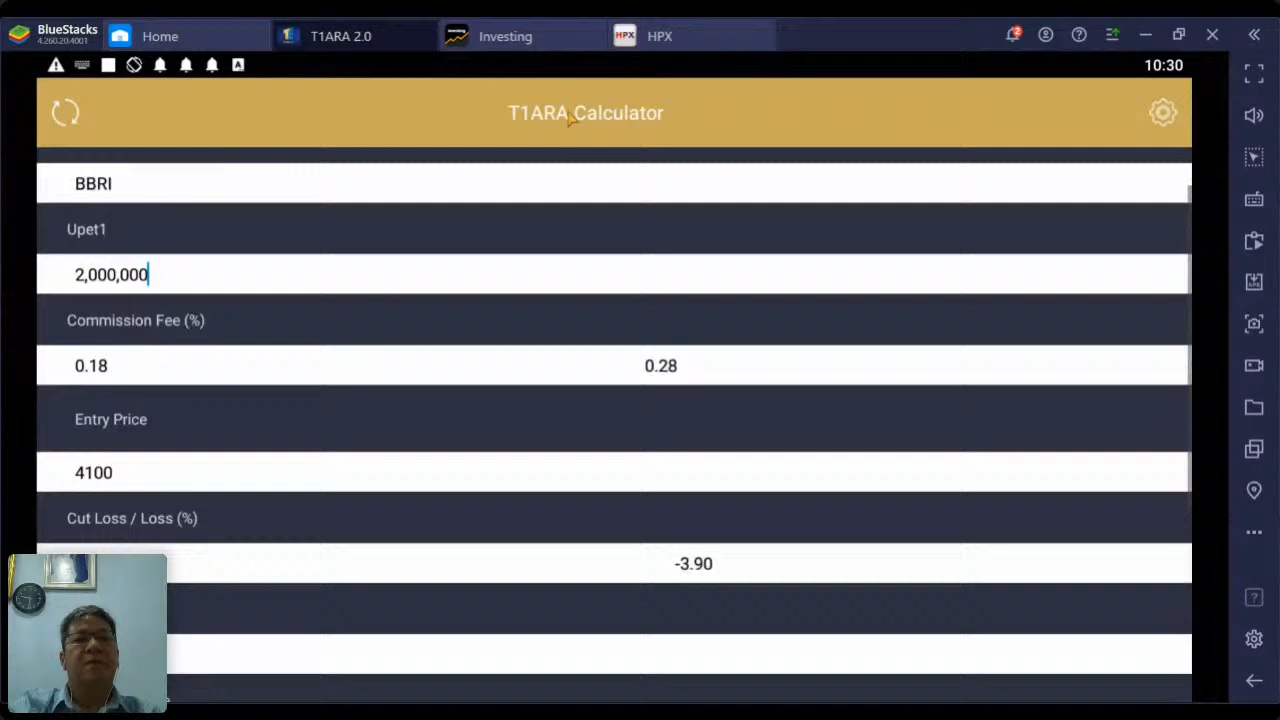 BlueStacks
4.260.20.4001
Home
T1ARA 2.0
Investing
HPX
HPX
2
10:30
T1ARA Calculator
BBRI
Upet1
2,000,000
Commission Fee (%)
0.18 0.28
Entry Price
4100
Cut Loss / Loss (%)
-3.90